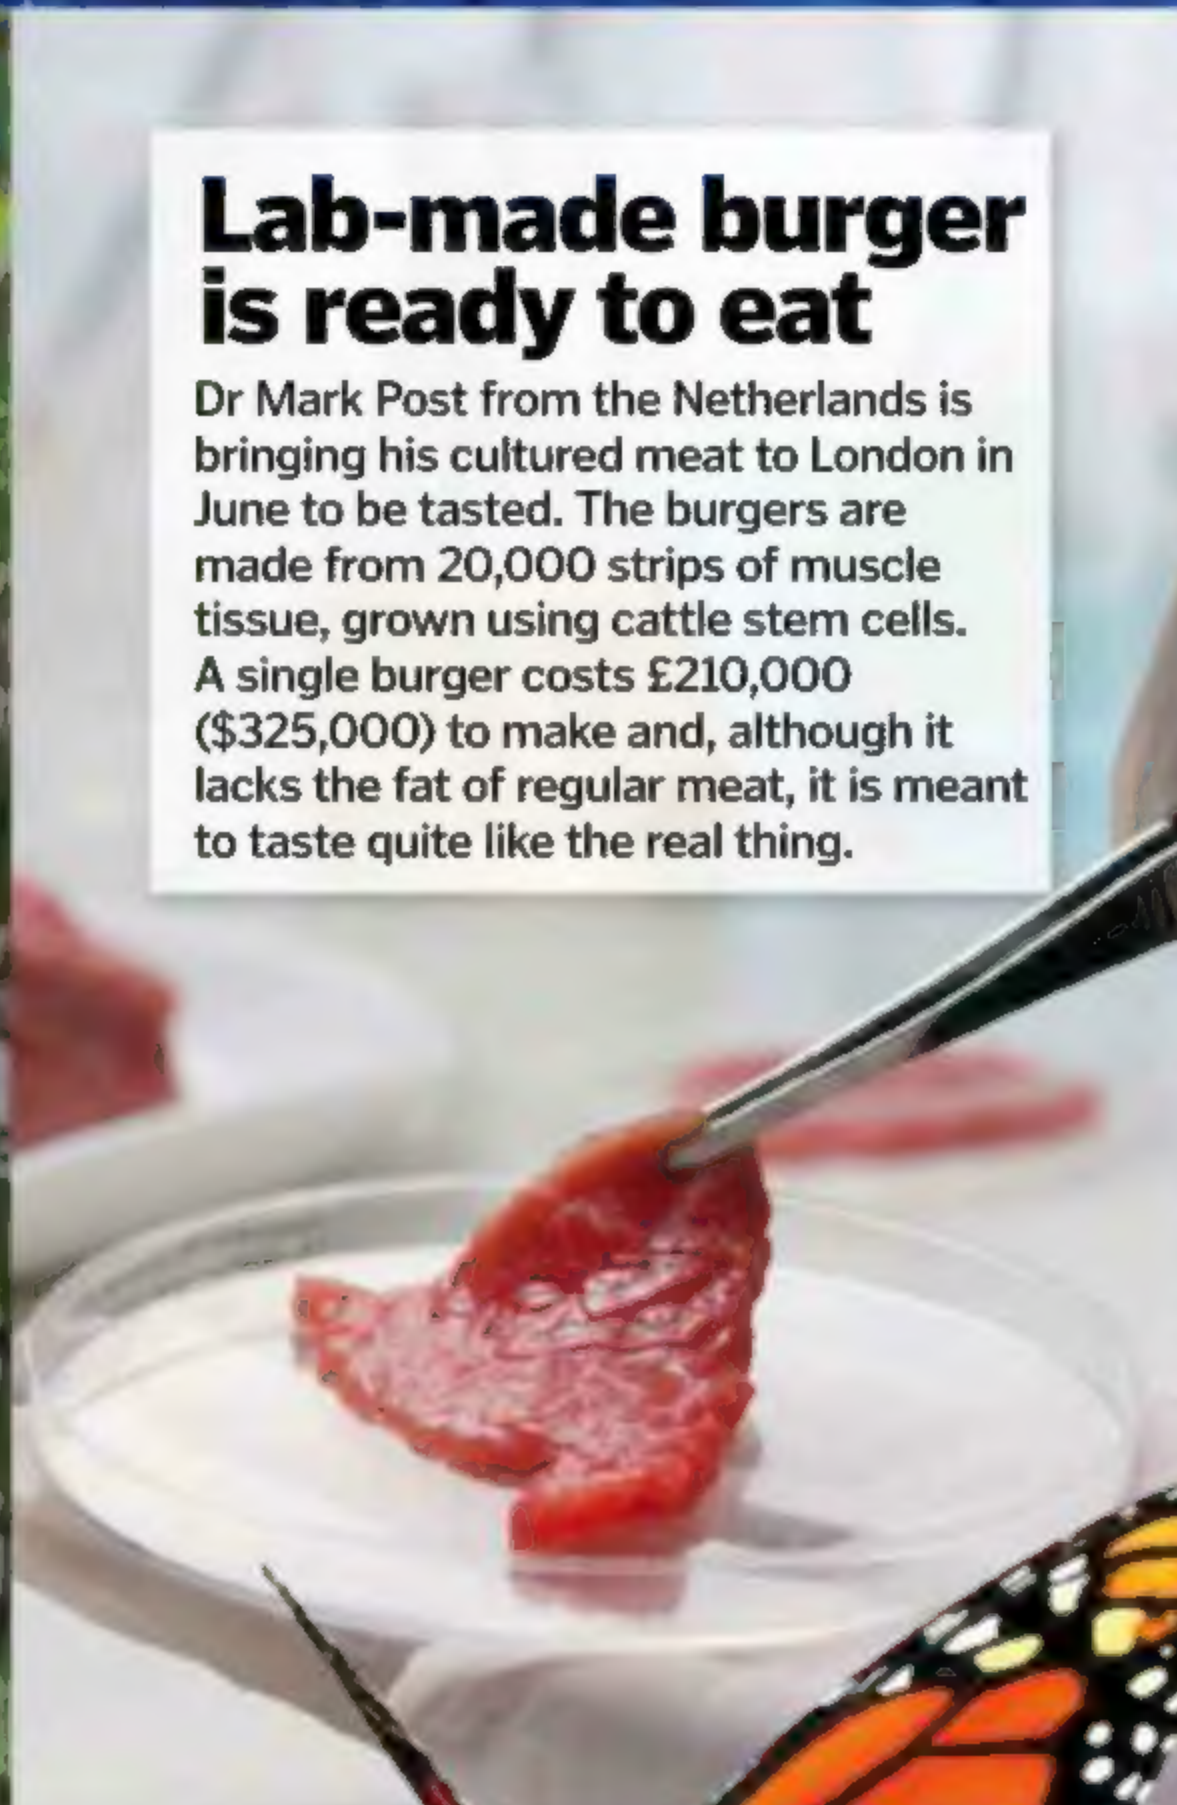 Lab-made burger
is ready to eat
Dr Mark Post from the Netherlands is
bringing his cultured meat to London in
June to be tasted. The burgers are
made from 20,000 strips of muscle
tissue, grown using cattle stem cells.
A single burger costs £210,000
($325,000) to make and, although it
lacks the fat of regular meat, it is meant
to taste quite like the real thing.